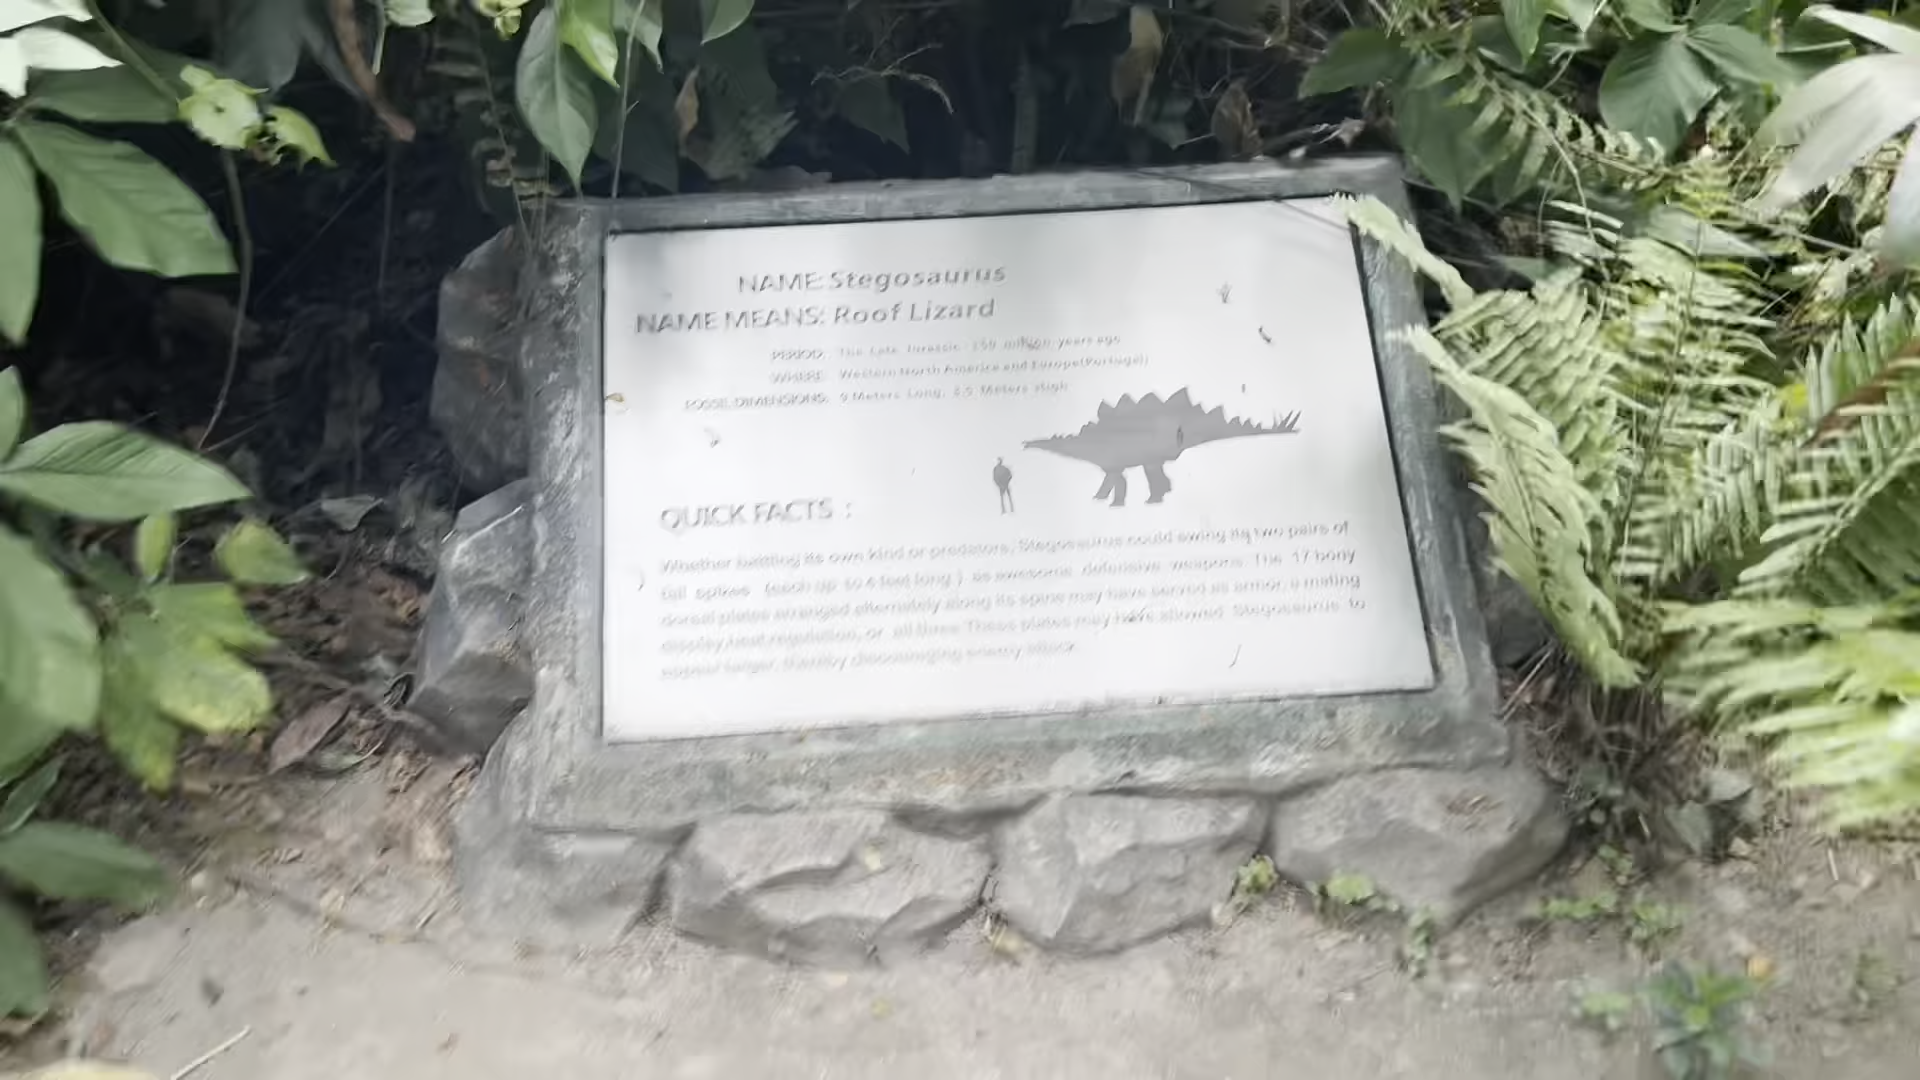 NAME: Stegosaurus
NAME MEANS: Roof Lizard
PERIOD: The Late Jurassic 150 million years ago
WHERE: Western North America and Europe(Portugal)
FOSSIL DIMENSIONS: 9 Meters Long, Meters High
QUICK FACTS :
Whether battling its own kind or predators, Stegosaurus could swing its two pairs of
tail spikes (each up to 4 feet long ) as awesome defensive weapons. The 17 body
dorsal plates arranged alternately along its spine may have served as armor, a mating
display, heat regulation, or all three. These plates may have allowed Stegosaurus to
appear larger, thereby discouraging enemy attack.